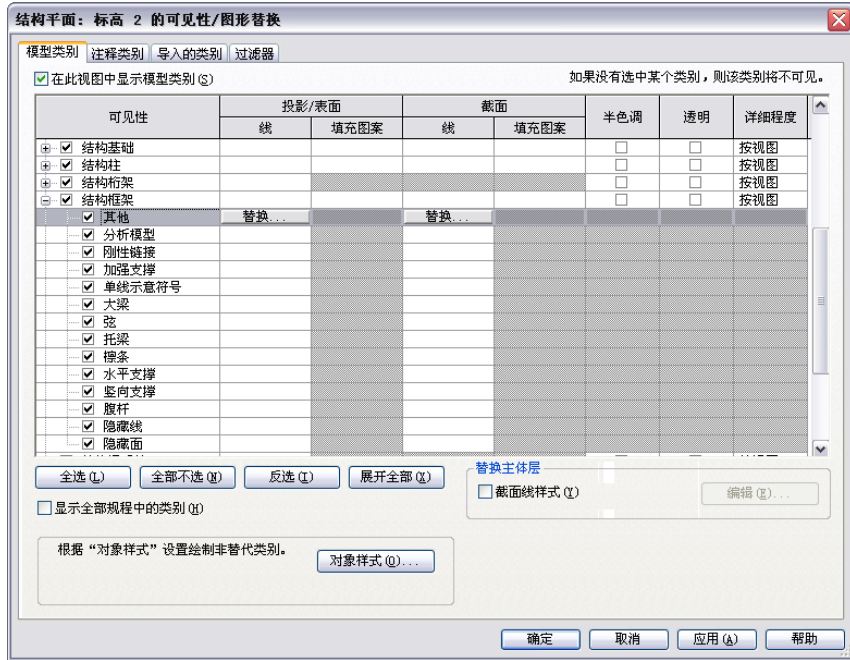 结构平面: 标高 2 的可见性/图形替换
模型类别 注释类别 导入的类别 过滤器
在此视图中显示模型类别(S) 如果没有选中某个类别，则该类别将不可见。
可见性 投影/表面 截面 半色调 透明 详细程度
线 填充图案 线 填充图案
结构基础 按视图
结构柱 按视图
结构桁架 按视图
结构框架 按视图
其他 替换... 替换...
分析模型
刚性链接
加强支撑
单线示意符号
大梁
弦
托梁
檩条
水平支撑
竖向支撑
腹杆
隐藏线
隐藏面
全选(L) 全部不选(N) 反选(I) 展开全部(X)
替换主体层
截面线样式(Y) 编辑(E)...
显示全部规程中的类别(H)
根据“对象样式”设置绘制非替代类别。 对象样式(O)...
确定 取消 应用(A) 帮助